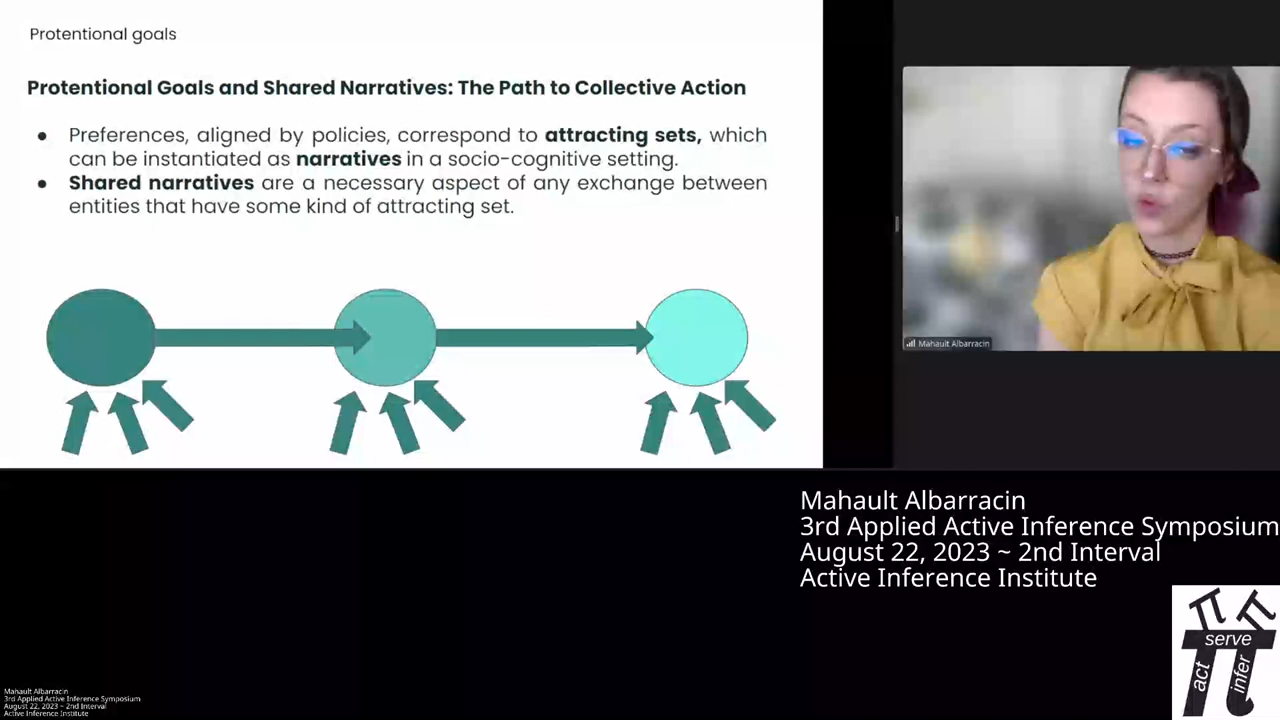 Protentional goals
Protentional Goals and Shared Narratives: The Path to Collective Action
● Preferences, aligned by policies, correspond to attracting sets, which
can be instantiated as narratives in a socio-cognitive setting.
● Shared narratives are a necessary aspect of any exchange between
entities that have some kind of attracting set.
Mahault Albarracin
Mahault Albarracin
3rd Applied Active Inference Symposium
August 22, 2023 ~ 2nd Interval
Active Inference Institute
π π
π
serve
act
infer
Mahault Albarracin
3rd Applied Active Inference Symposium
August 22, 2023 ~ 2nd Interval
Active Inference Institute